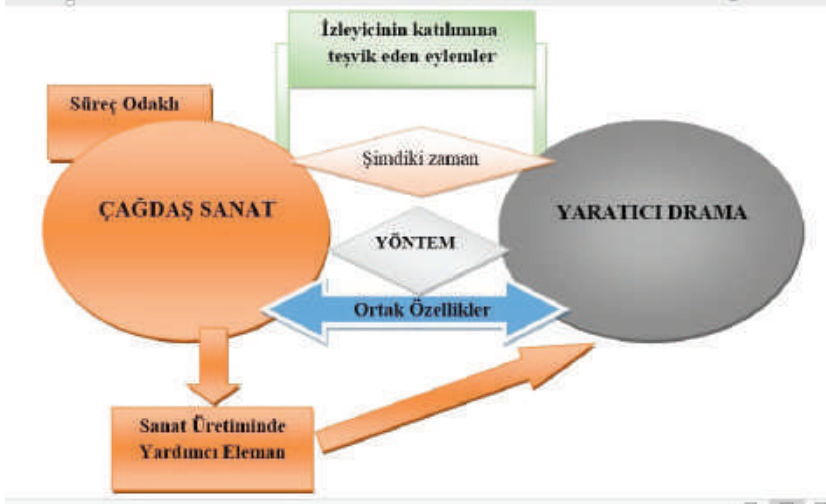 İzleyicinin katılımına
teşvik eden eylemler
Süreç Odaklı
Şimdiki zaman
ÇAĞDAŞ SANAT
YARATICI DRAMA
YÖNTEM
Ortak Özellikler
Sanat Üretiminde
Yardımcı Eleman